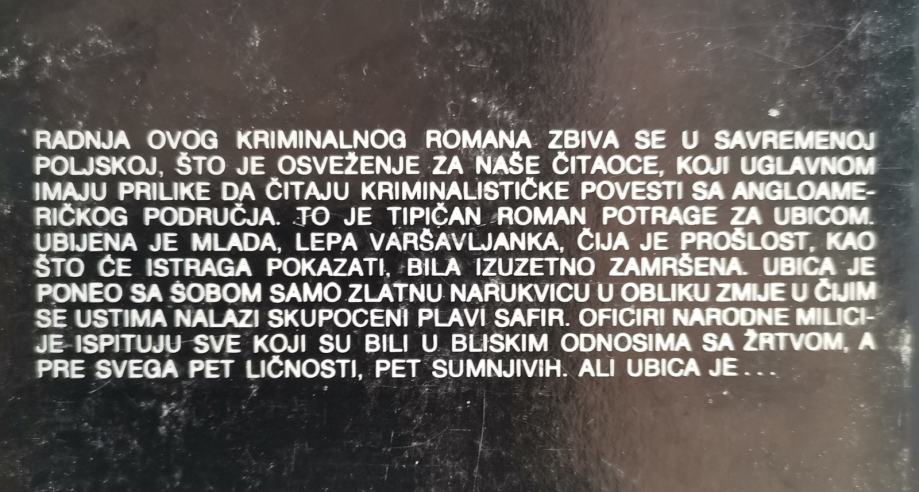 RADNJA OVOG KRIMINALNOG ROMANA ZBIVA SE U SAVREMENOJ
POLJSKOJ, ŠTO JE OSVEŽENJE ZA NAŠE ČITAOCE, KOJI UGLAVNOM
IMAJU PRILIKE DA ČITAJU KRIMINALISTIČKE POVESTI SA ANGLOAME-
RIČKOG PODRUČJA. TO JE TIPIČAN ROMAN POTRAGE ZA UBICOM.
UBIJENA JE MLADA, LEPA VARŠAVLJANKA, ČIJA JE PROŠLOST, KAO
ŠTO ĆE ISTRAGA POKAZATI, BILA IZUZETNO ZAMRŠENA. UBICA JE
PONEO SA SOBOM SAMO ZLATNU NARUKVICU U OBLIKU ZMIJE U ČIJIM
SE USTIMA NALAZI SKUPOCENI PLAVI SAFIR. OFICIRI NARODNE MILICI-
JE ISPITUJU SVE KOJI SU BILI U BLISKIM ODNOSIMA SA ŽRTVOM, A
PRE SVEGA PET LIČNOSTI, PET SUMNJIVIH. ALI UBICA JE...